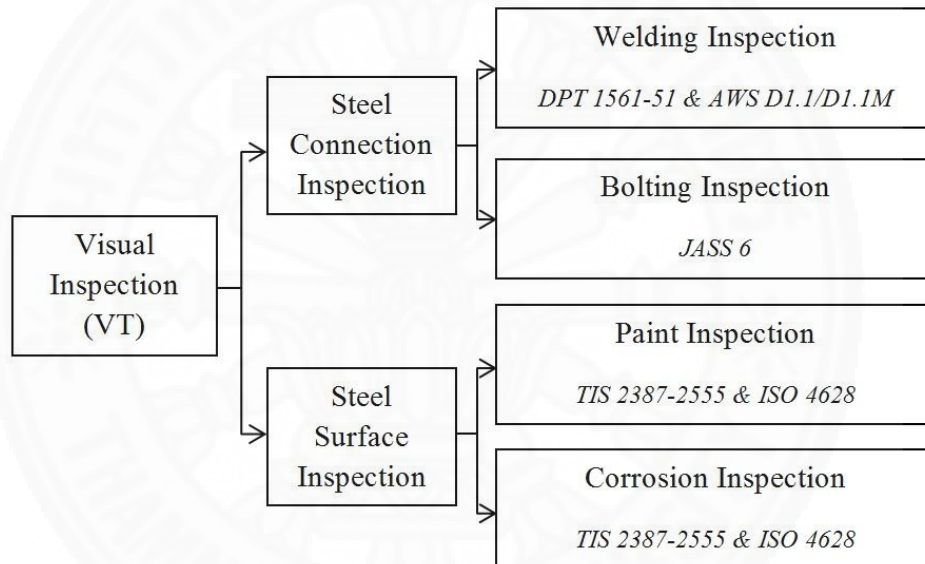 Visual
Inspection
(VT)
Steel
Connection
Inspection
Welding Inspection
DPT 1561-51 & AWS D1.1/D1.1M
Bolting Inspection
JASS 6
Steel
Surface
Inspection
Paint Inspection
TIS 2387-2555 & ISO 4628
Corrosion Inspection
TIS 2387-2555 & ISO 4628